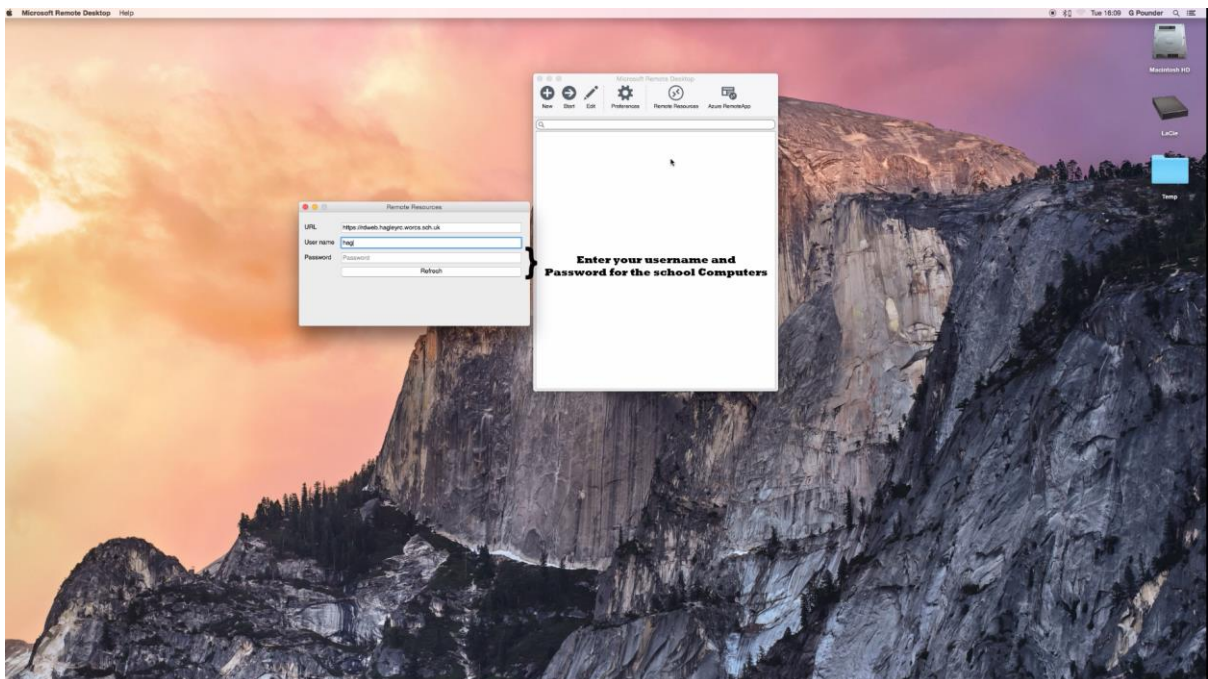 Microsoft Remote Desktop Help
Tue 16:09 G Pounder
Macintosh HD
LaCie
Temp
Microsoft Remote Desktop
New Start Edit Preferences Remote Resources Azure RemoteApp
Remote Resources
URL https://rdweb.hagleyrc.worcs.sch.uk
User name hag
Password Password
Refresh
Enter your username and
Password for the school Computers